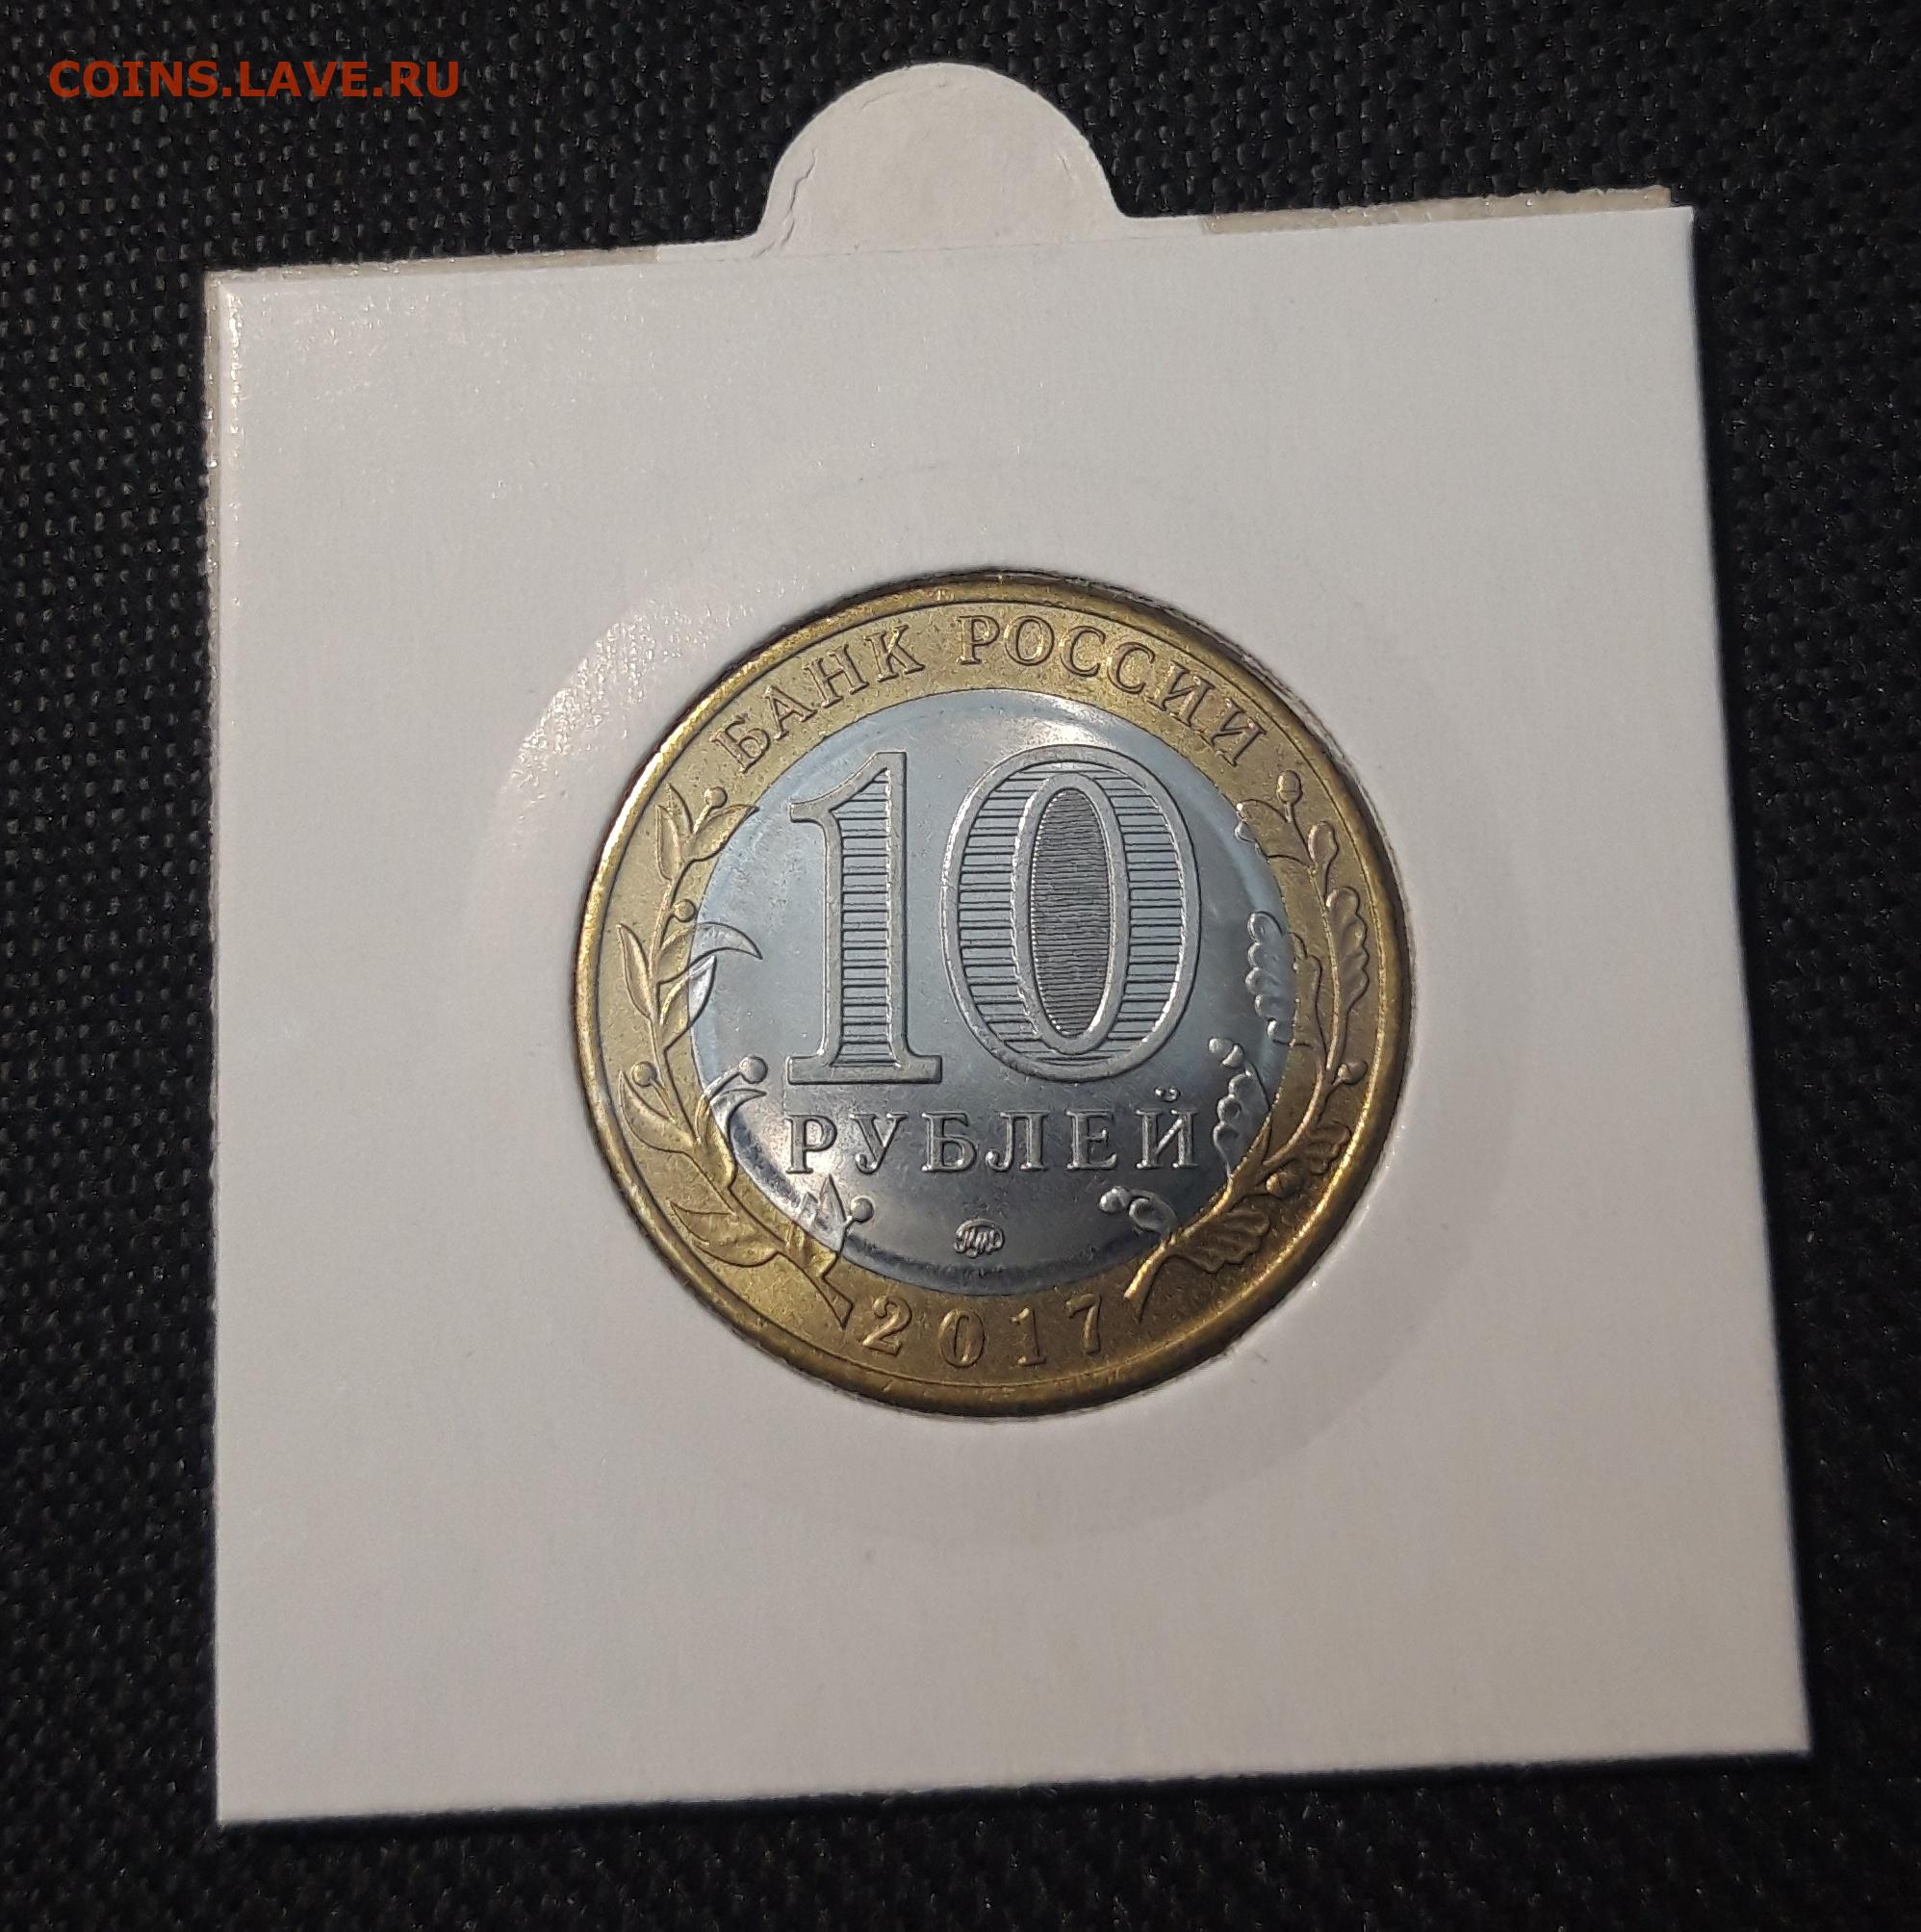 COINS.LAVE.RU
БАНК РОССИИ
10
РУБЛЕЙ
ММД
2017